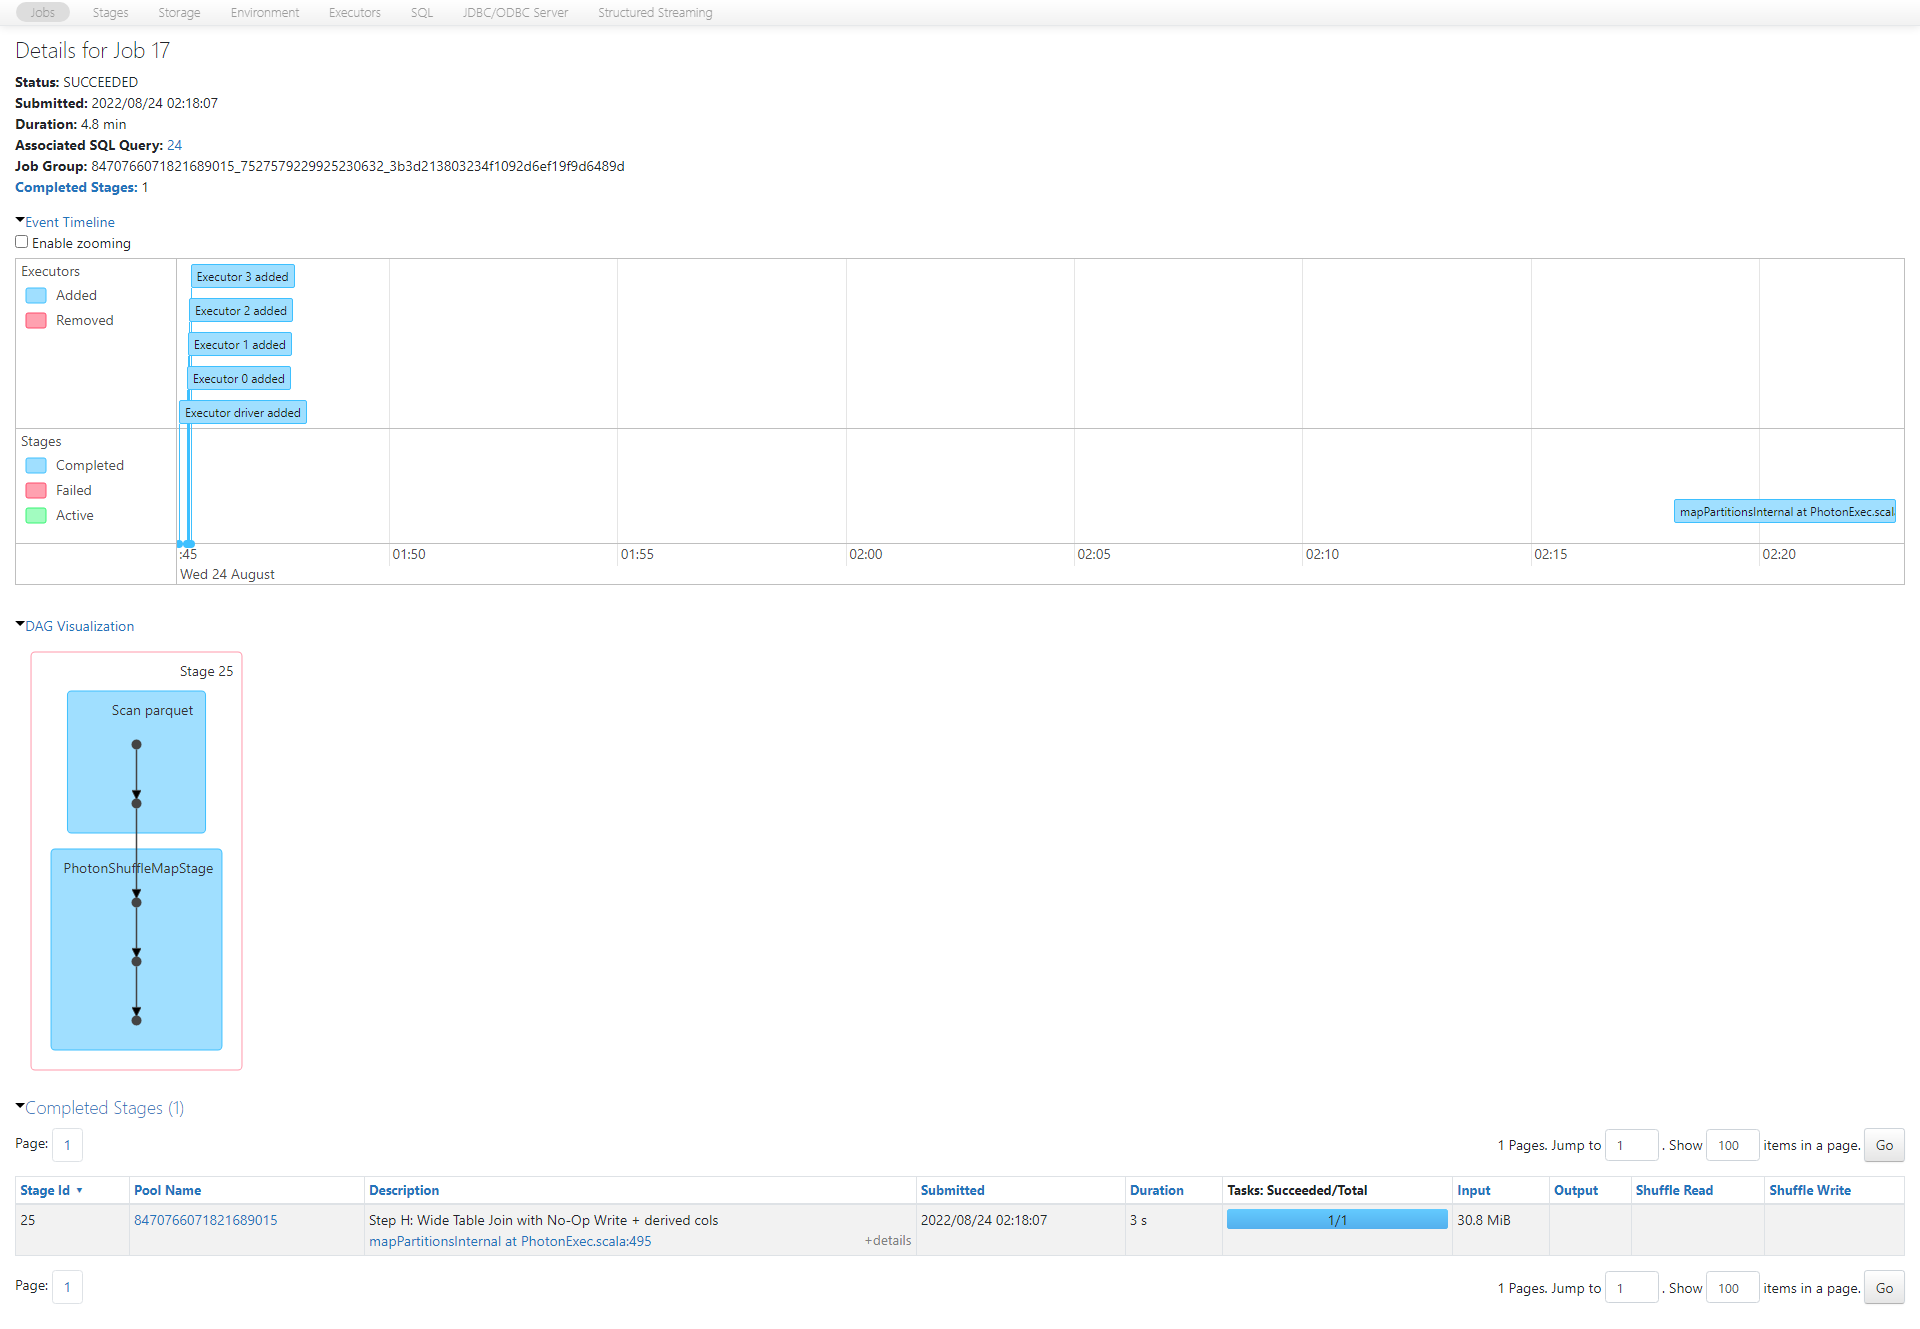 Jobs Stages Storage Environment Executors SQL JDBC/ODBC Server Structured Streaming
Details for Job 17
Status: SUCCEEDED
Submitted: 2022/08/24 02:18:07
Duration: 4.8 min
Associated SQL Query: 24
Job Group: 8470766071821689015_7527579229925230632_3b3d213803234f1092d6ef19f9d6489d
Completed Stages: 1
Event Timeline
Enable zooming
Executors
Added
Removed
Executor 3 added
Executor 2 added
Executor 1 added
Executor 0 added
Executor driver added
Stages
Completed
Failed
Active
mapPartitionsInternal at PhotonExec.scal
:45 01:50 01:55 02:00 02:05 02:10 02:15 02:20
Wed 24 August
DAG Visualization
Stage 25
Scan parquet
PhotonShuffleMapStage
Completed Stages (1)
Page: 1 1 Pages. Jump to 1 . Show 100 items in a page. Go
Stage Id Pool Name Description Submitted Duration Tasks: Succeeded/Total Input Output Shuffle Read Shuffle Write
25 8470766071821689015 Step H: Wide Table Join with No-Op Write + derived cols 2022/08/24 02:18:07 3 s 1/1 30.8 MiB
mapPartitionsInternal at PhotonExec.scala:495 +details
Page: 1 1 Pages. Jump to 1 . Show 100 items in a page. Go